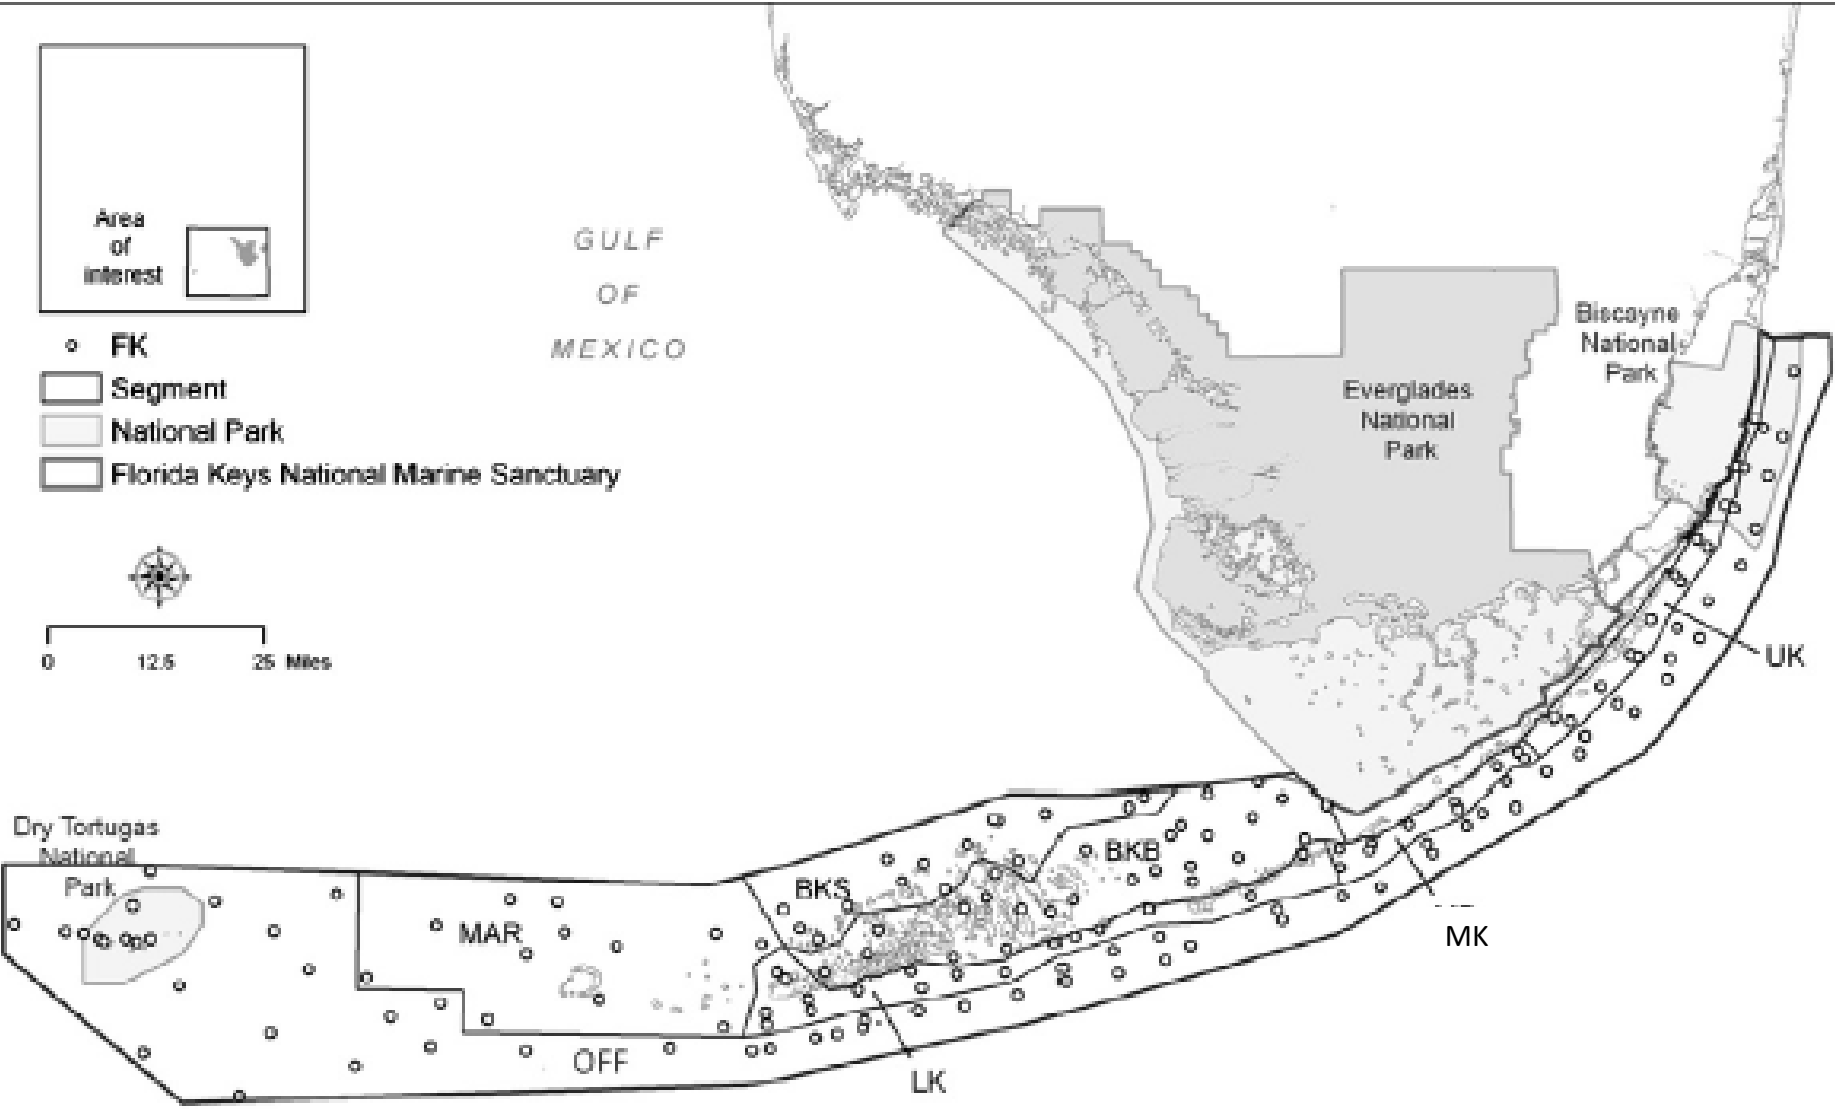 Area
of
interest
FK
Segment
National Park
Florida Keys National Marine Sanctuary
0 12.5 25 Miles
GULF
OF
MEXICO
Everglades
National
Park
Biscayne
National
Park
Dry Tortugas
National
Park
MAR
BKS
BKB
OFF
LK
MK
UK